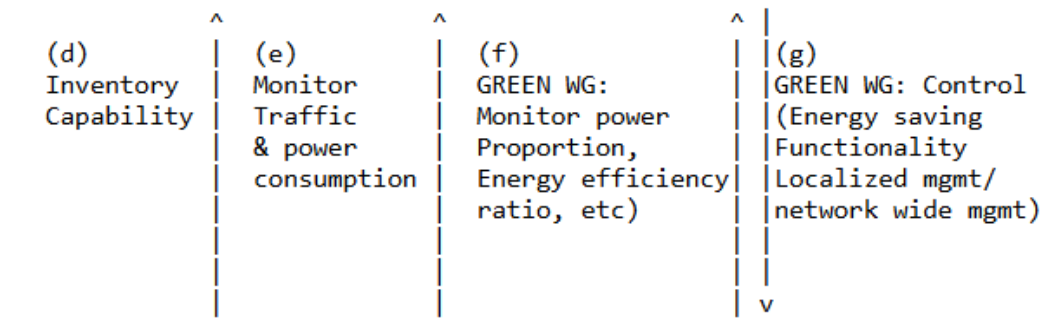 ^ ^ ^ |
(d) | (e) | (f) | |(g)
Inventory | Monitor | GREEN WG: | |GREEN WG: Control
Capability | Traffic | Monitor power | |(Energy saving
| & power | Proportion, | |Functionality
| consumption | Energy efficiency| |Localized mgmt/
| | ratio, etc) | |network wide mgmt)
| | | |
| | | |
| | | v